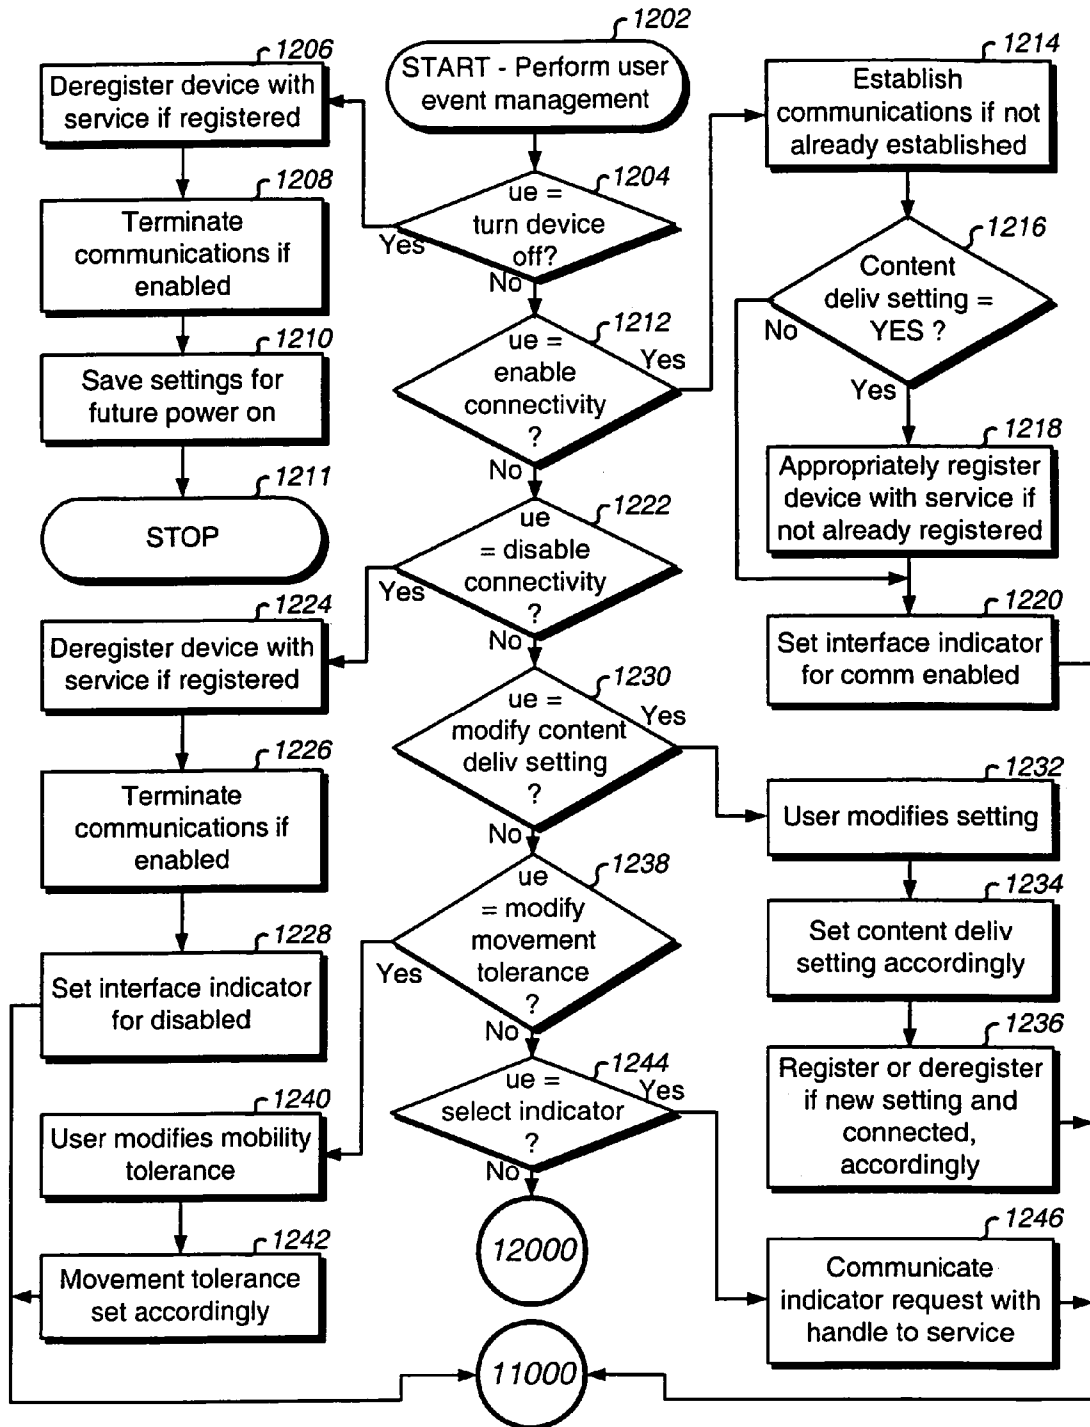 1202
START - Perform user
event management
1204
ue =
turn device
off?
Yes
No
1206
Deregister device with
service if registered
1208
Terminate
communications if
enabled
1210
Save settings for
future power on
1211
STOP
1212
ue =
enable
connectivity
?
Yes
No
1214
Establish
communications if not
already established
1216
Content
deliv setting =
YES ?
No
Yes
1218
Appropriately register
device with service if
not already registered
1220
Set interface indicator
for comm enabled
1222
ue
= disable
connectivity
?
Yes
No
1224
Deregister device with
service if registered
1226
Terminate
communications if
enabled
1228
Set interface indicator
for disabled
1230
ue =
modify content
deliv setting
?
Yes
No
1232
User modifies setting
1234
Set content deliv
setting accordingly
1236
Register or deregister
if new setting and
connected,
accordingly
1238
ue
= modify
movement
tolerance
?
Yes
No
1240
User modifies mobility
tolerance
1242
Movement tolerance
set accordingly
1244
ue =
select indicator
?
Yes
No
1246
Communicate
indicator request with
handle to service
12000
11000